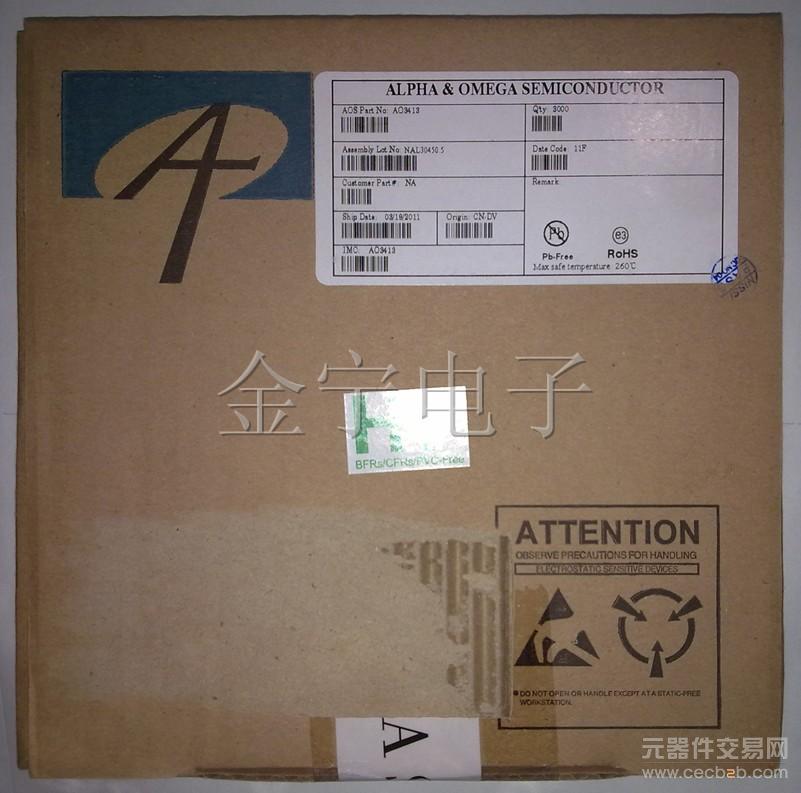 ALPHA & OMEGA SEMICONDUCTOR
AOS Part No: AO3413
Qty: 3000
Assembly Lot No: NAL30450.5
Date Code: 11F
Customer Part#: NA
Remark:
Ship Date: 03/19/2011
Origin: CN-DV
IMC: AO3413
Pb
e3
Pb-Free
RoHS
Max safe temperature: 260℃
金宇电子
BFRs/CFRs/PVC-Free
ATTENTION
OBSERVE PRECAUTIONS FOR HANDLING
ELECTROSTATIC SENSITIVE DEVICES
DO NOT OPEN OR HANDLE EXCEPT AT A STATIC-FREE
WORKSTATION.
A
元器件交易网
www.cecb2b.com